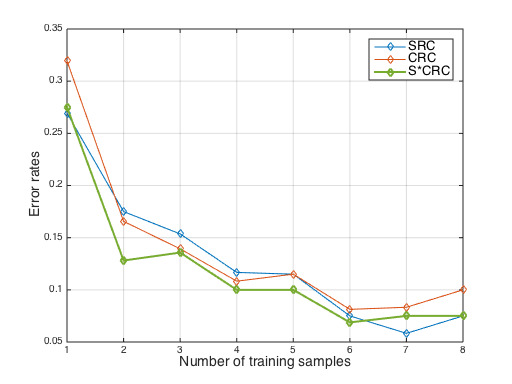 0.35
0.3
0.25
0.2
0.15
0.1
0.05
Error rates
SRC
CRC
S*CRC
1 2 3 4 5 6 7 8
Number of training samples